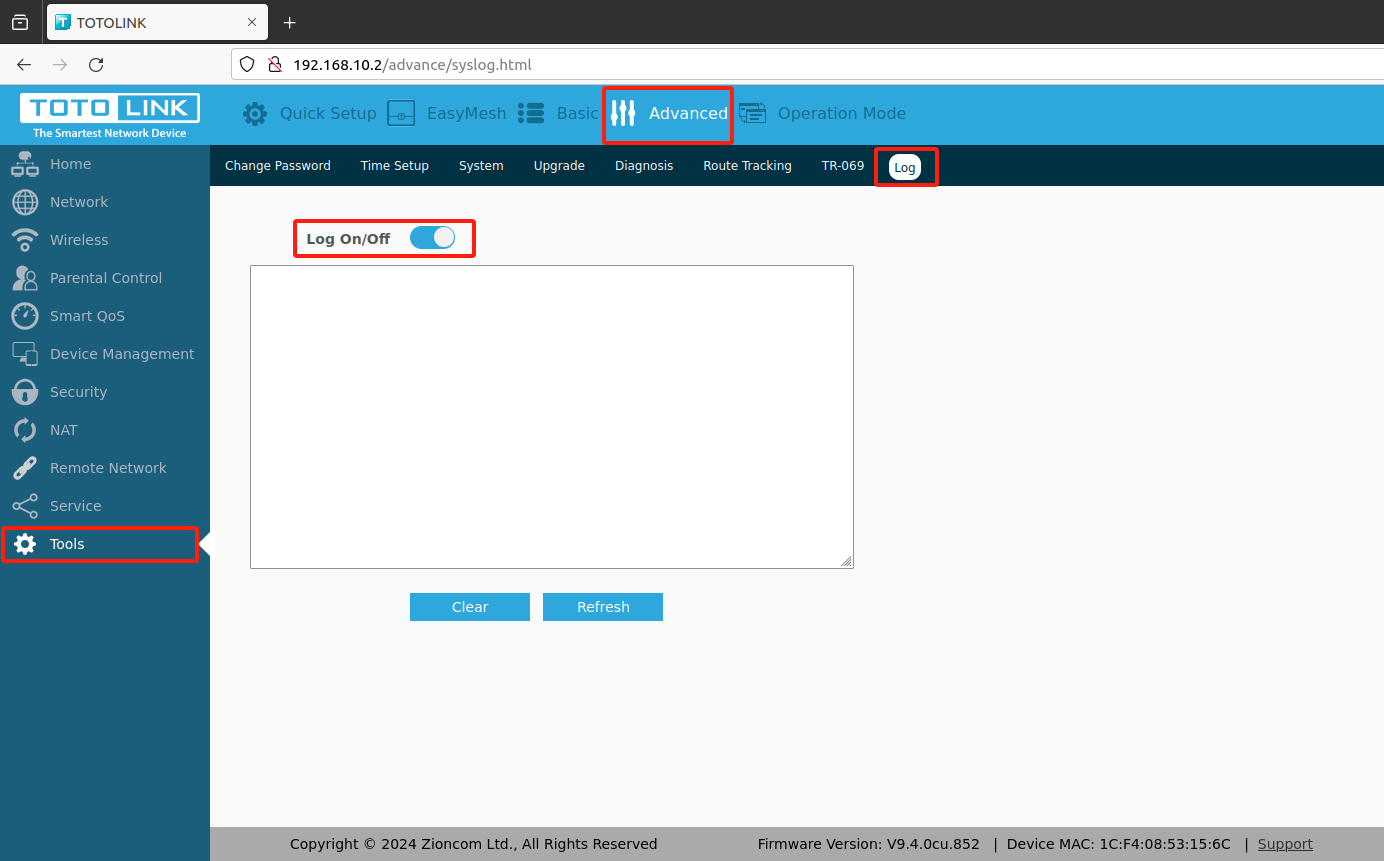 TOTOLINK
192.168.10.2/advance/syslog.html
TOTO LINK
The Smartest Network Device
Quick Setup EasyMesh Basic Advanced Operation Mode
Change Password Time Setup System Upgrade Diagnosis Route Tracking TR-069 Log
Home
Network
Wireless
Parental Control
Smart QoS
Device Management
Security
NAT
Remote Network
Service
Tools
Log On/Off
Clear Refresh
Copyright © 2024 Zioncom Ltd., All Rights Reserved Firmware Version: V9.4.0cu.852 | Device MAC: 1C:F4:08:53:15:6C | Support